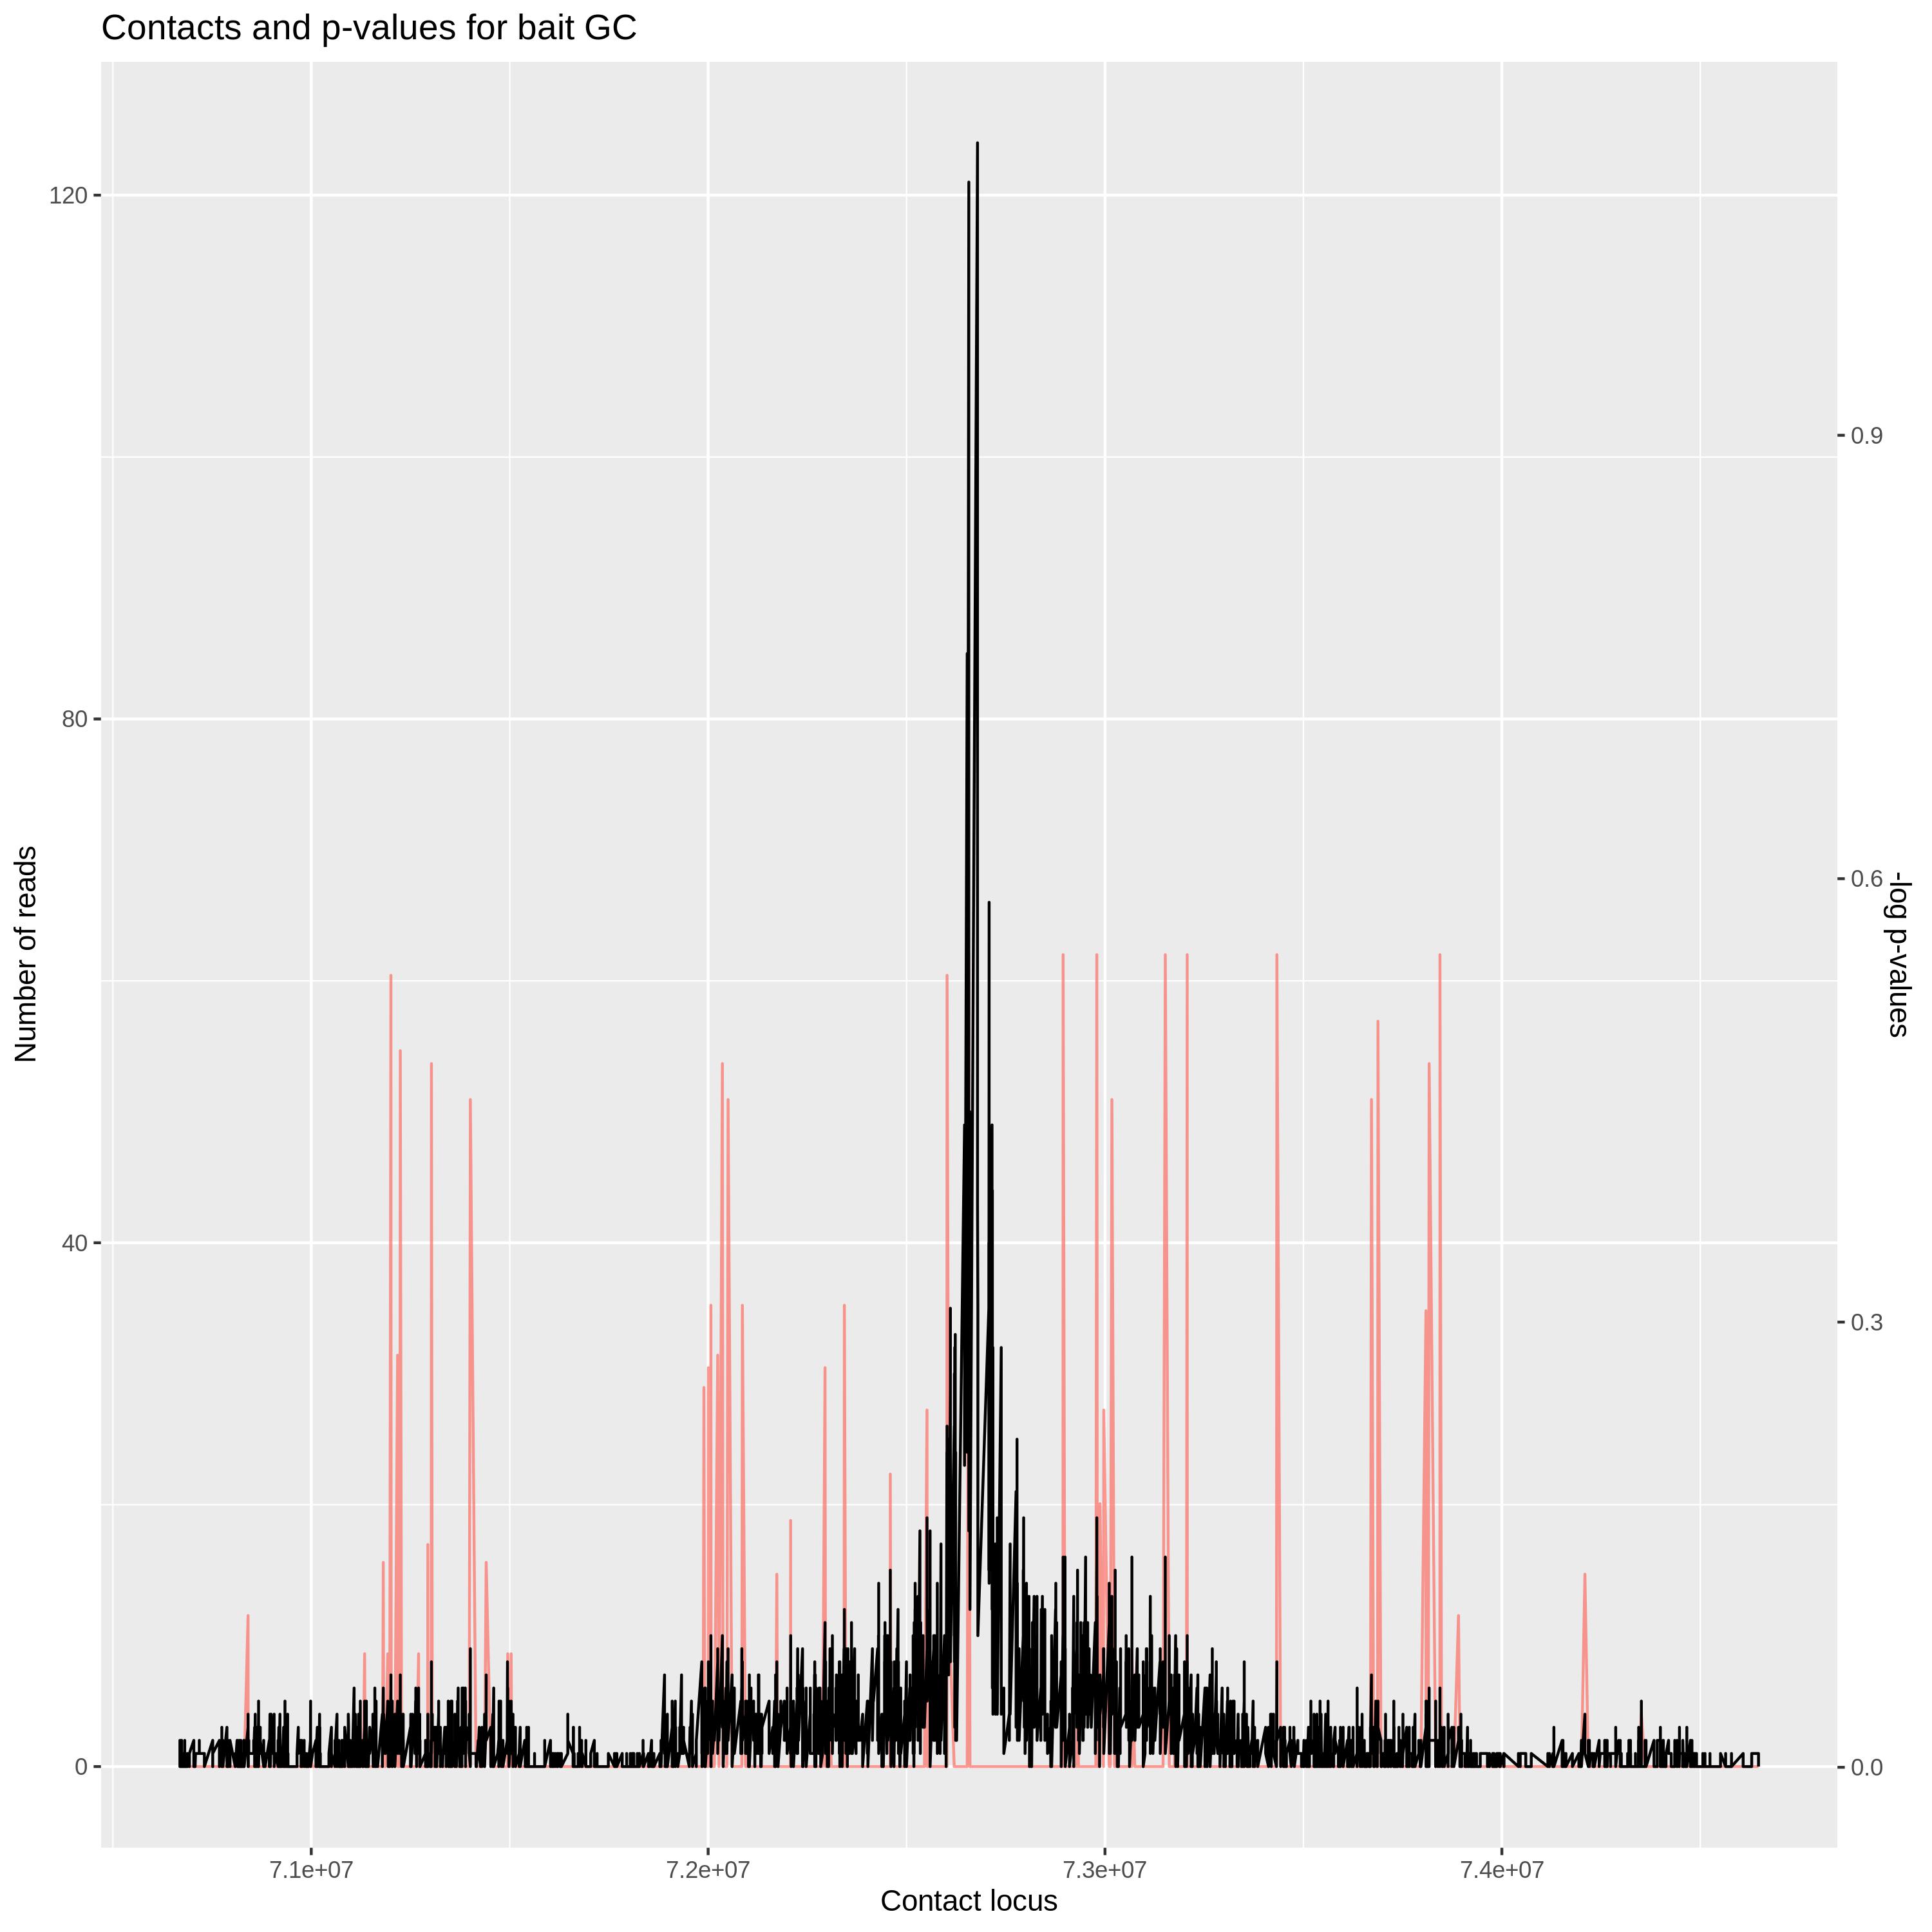 Contacts and p-values for bait GC
120
80
40
0
Number of reads
0.9
0.6
0.3
0.0
-log p-values
7.1e+07
7.2e+07
7.3e+07
7.4e+07
Contact locus